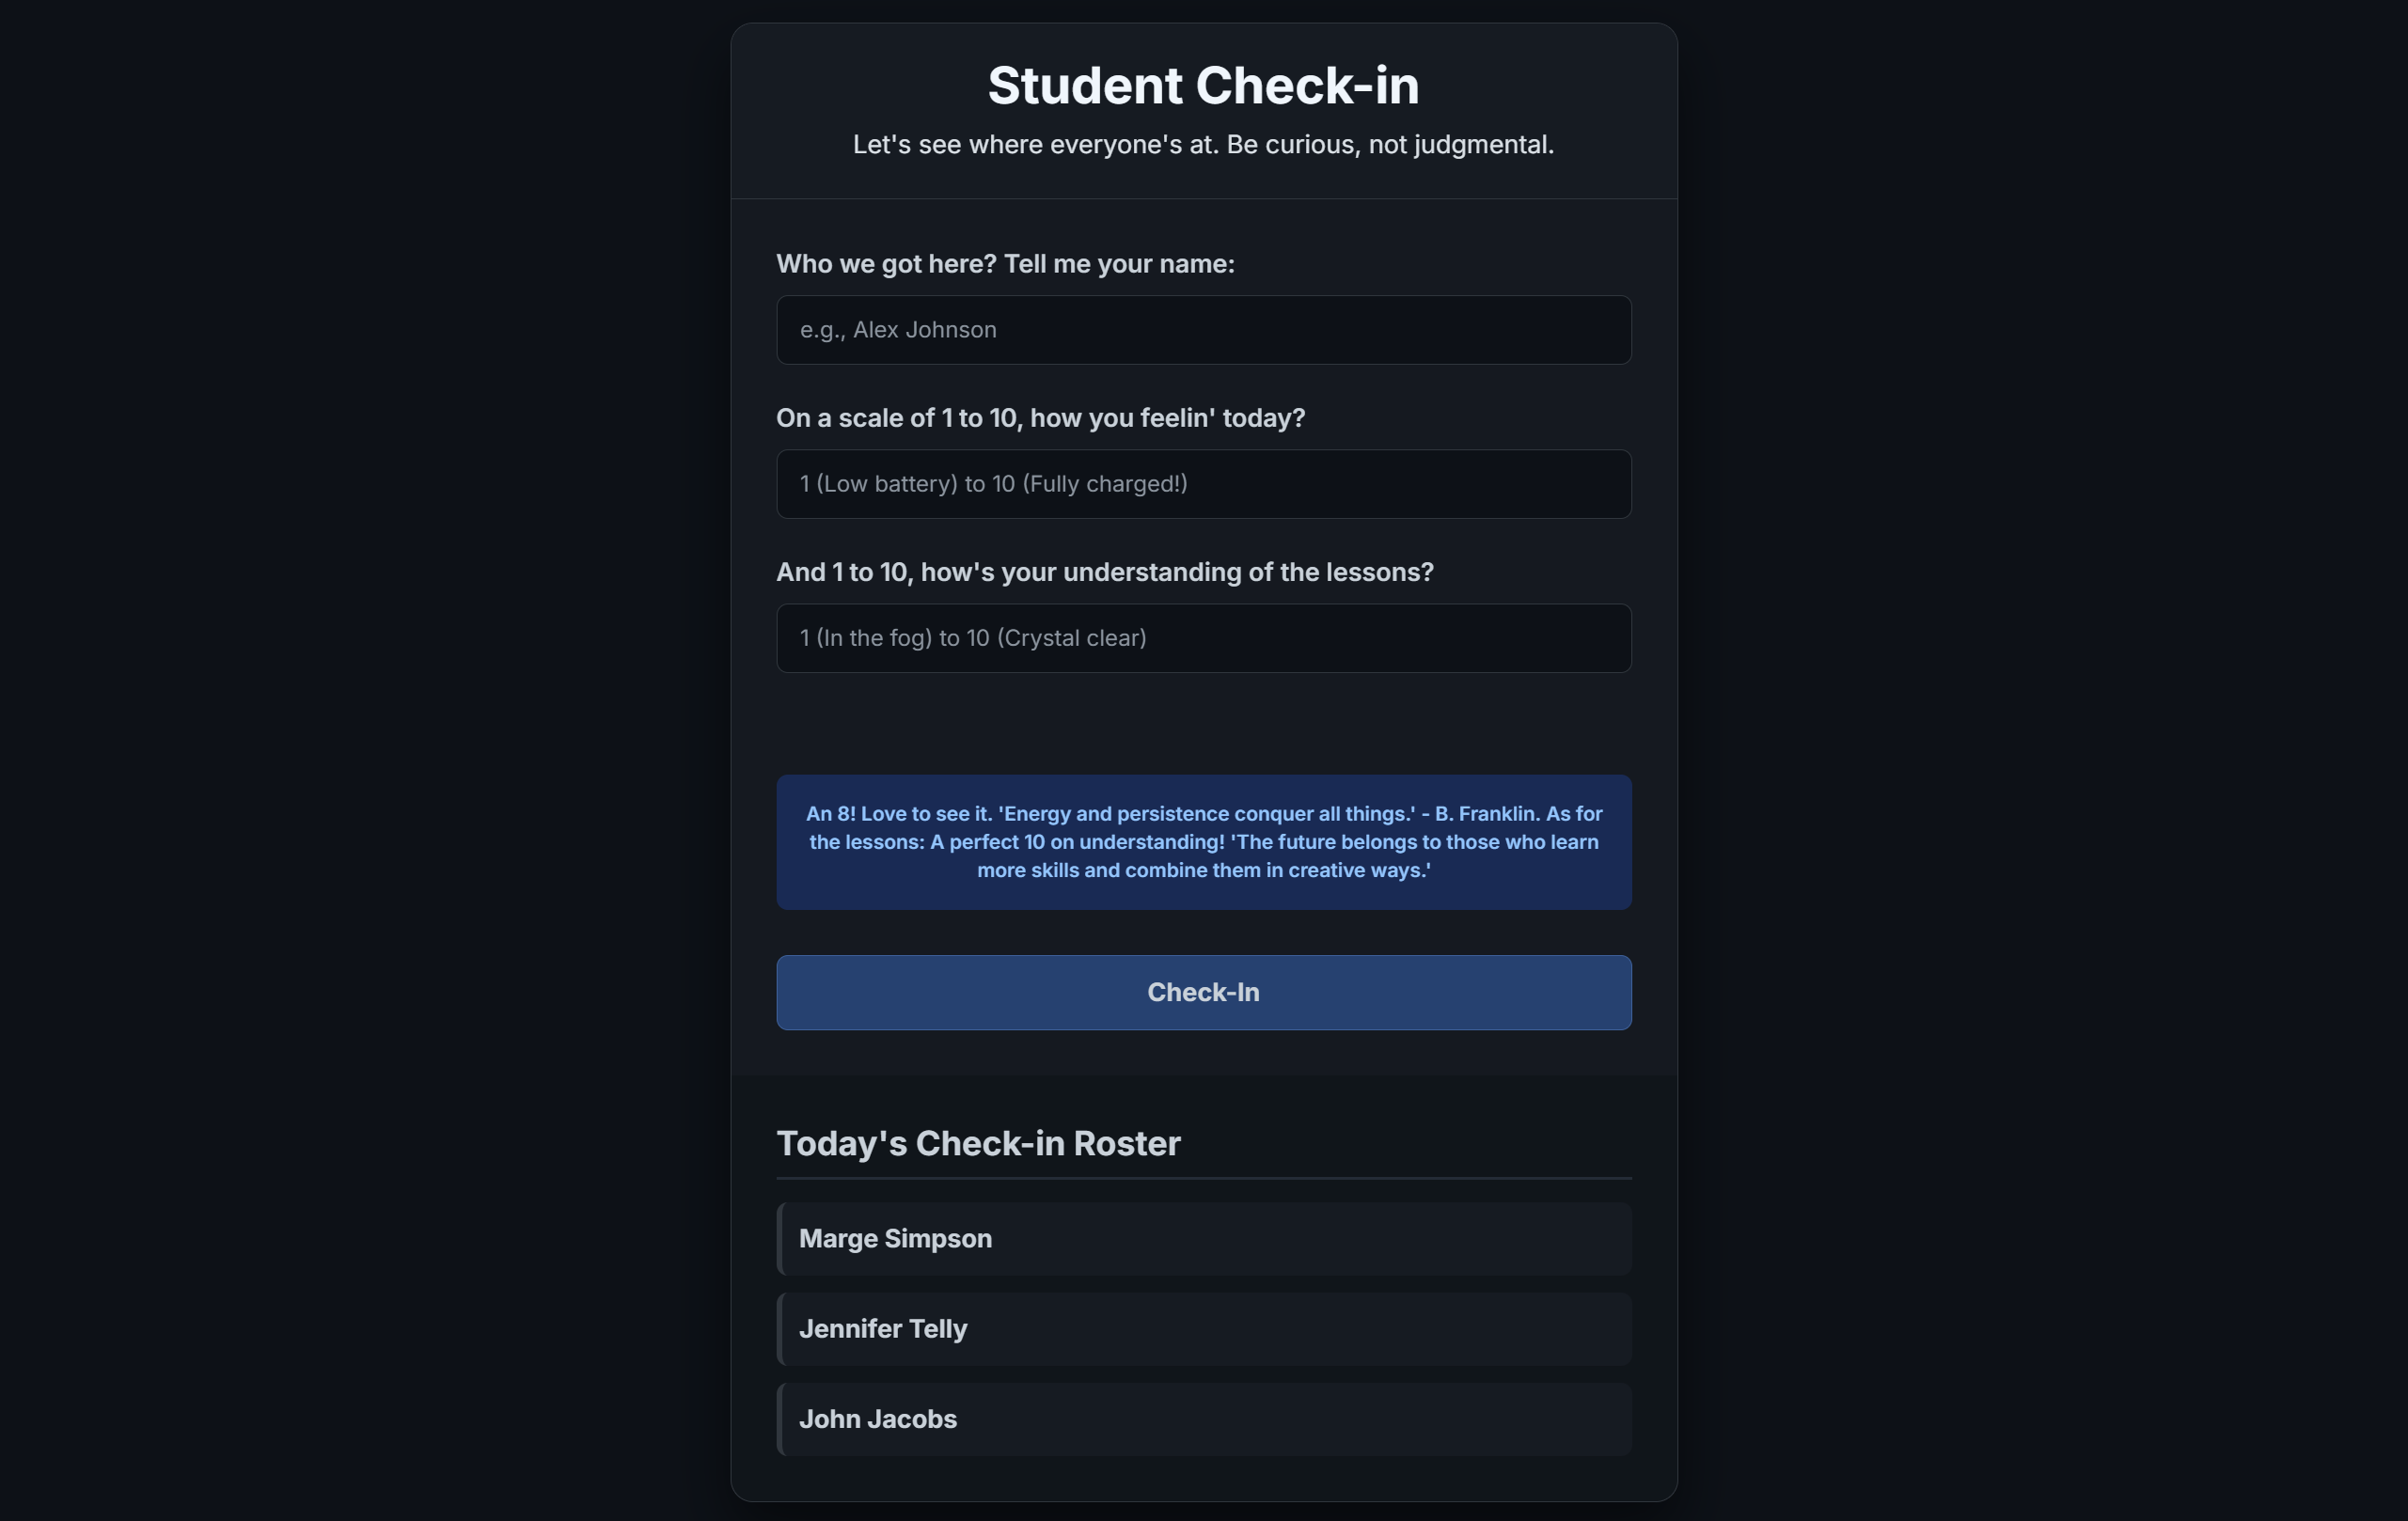 Student Check-in
Let's see where everyone's at. Be curious, not judgmental.
Who we got here? Tell me your name:
e.g., Alex Johnson
On a scale of 1 to 10, how you feelin' today?
1 (Low battery) to 10 (Fully charged!)
And 1 to 10, how's your understanding of the lessons?
1 (In the fog) to 10 (Crystal clear)
An 8! Love to see it. 'Energy and persistence conquer all things.' - B. Franklin. As for
the lessons: A perfect 10 on understanding! 'The future belongs to those who learn
more skills and combine them in creative ways.'
Check-In
Today's Check-in Roster
Marge Simpson
Jennifer Telly
John Jacobs